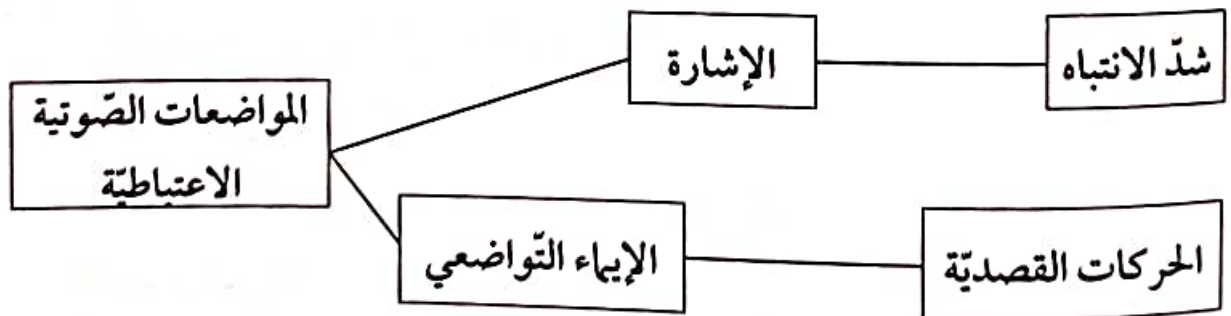 شدّ الانتباه
الإشارة
المواضعات الصّوتية
الاعتباطيّة
الحركات القصديّة
الإيماء التّواضعي